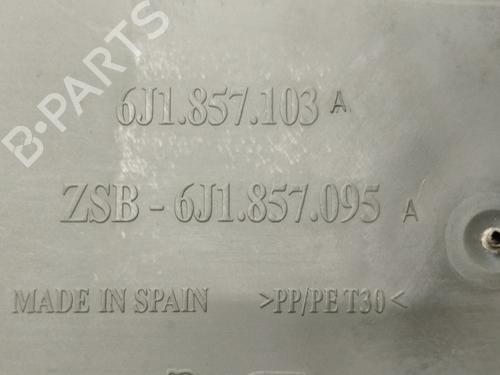 6J1.857.103 A
ZSB - 6J1.857.095 A
MADE IN SPAIN >PP/PE T30<
B-PARTS